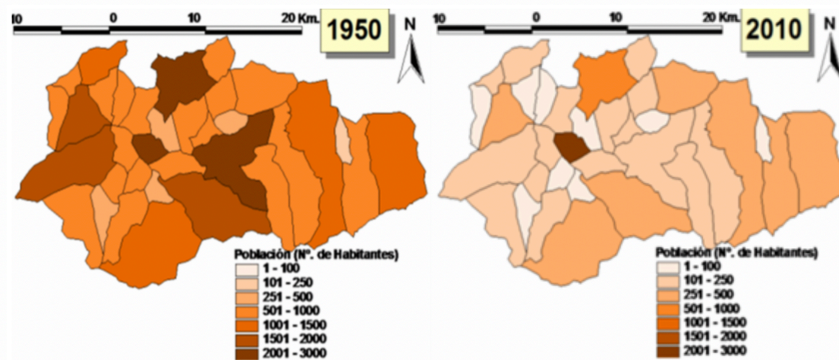 10 0 10 20 Km.
1950
N
Población (Nº. de Habitantes)
1 - 100
101 - 250
251 - 500
501 - 1000
1001 - 1500
1501 - 2000
2001 - 3000
10 0 10 20 Km.
2010
N
Población (Nº. de Habitantes)
1 - 100
101 - 250
251 - 500
501 - 1000
1001 - 1500
1501 - 2000
2001 - 3000